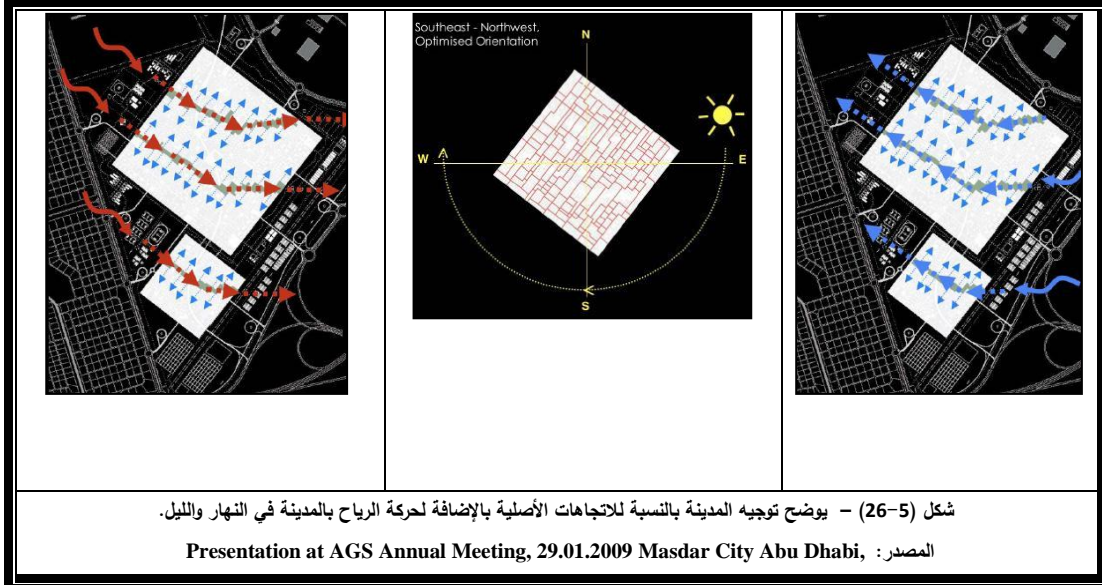 Southeast - Northwest.
Optimised Orientation
N
W
E
S
شكل (5-26) – يوضح توجيه المدينة بالنسبة للاتجاهات الأصلية بالإضافة لحركة الرياح بالمدينة في النهار والليل.
المصدر: Presentation at AGS Annual Meeting, 29.01.2009 Masdar City Abu Dhabi,